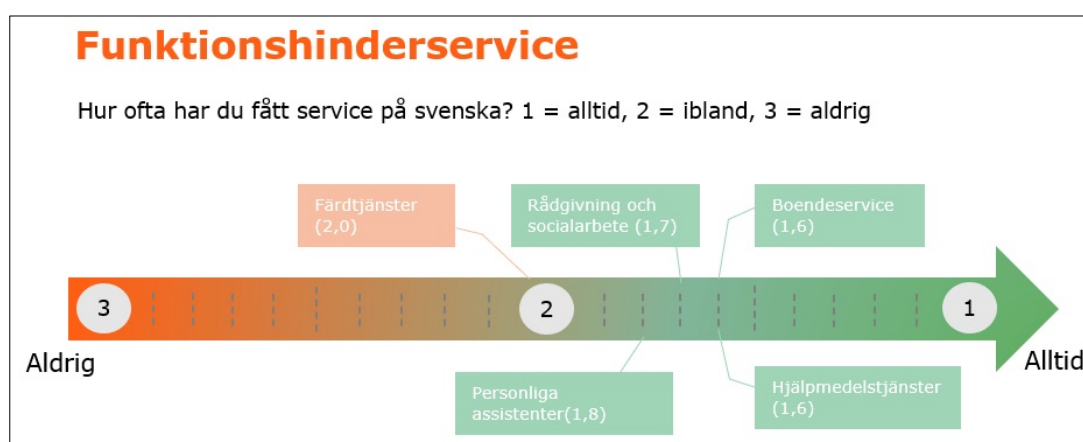 Funktionshinderservice
Hur ofta har du fått service på svenska? 1 = alltid, 2 = ibland, 3 = aldrig
Färdtjänster
(2,0)
Rådgivning och
socialarbete (1,7)
Boendeservice
(1,6)
3
2
1
Aldrig
Alltid
Personliga
assistenter(1,8)
Hjälpmedelstjänster
(1,6)